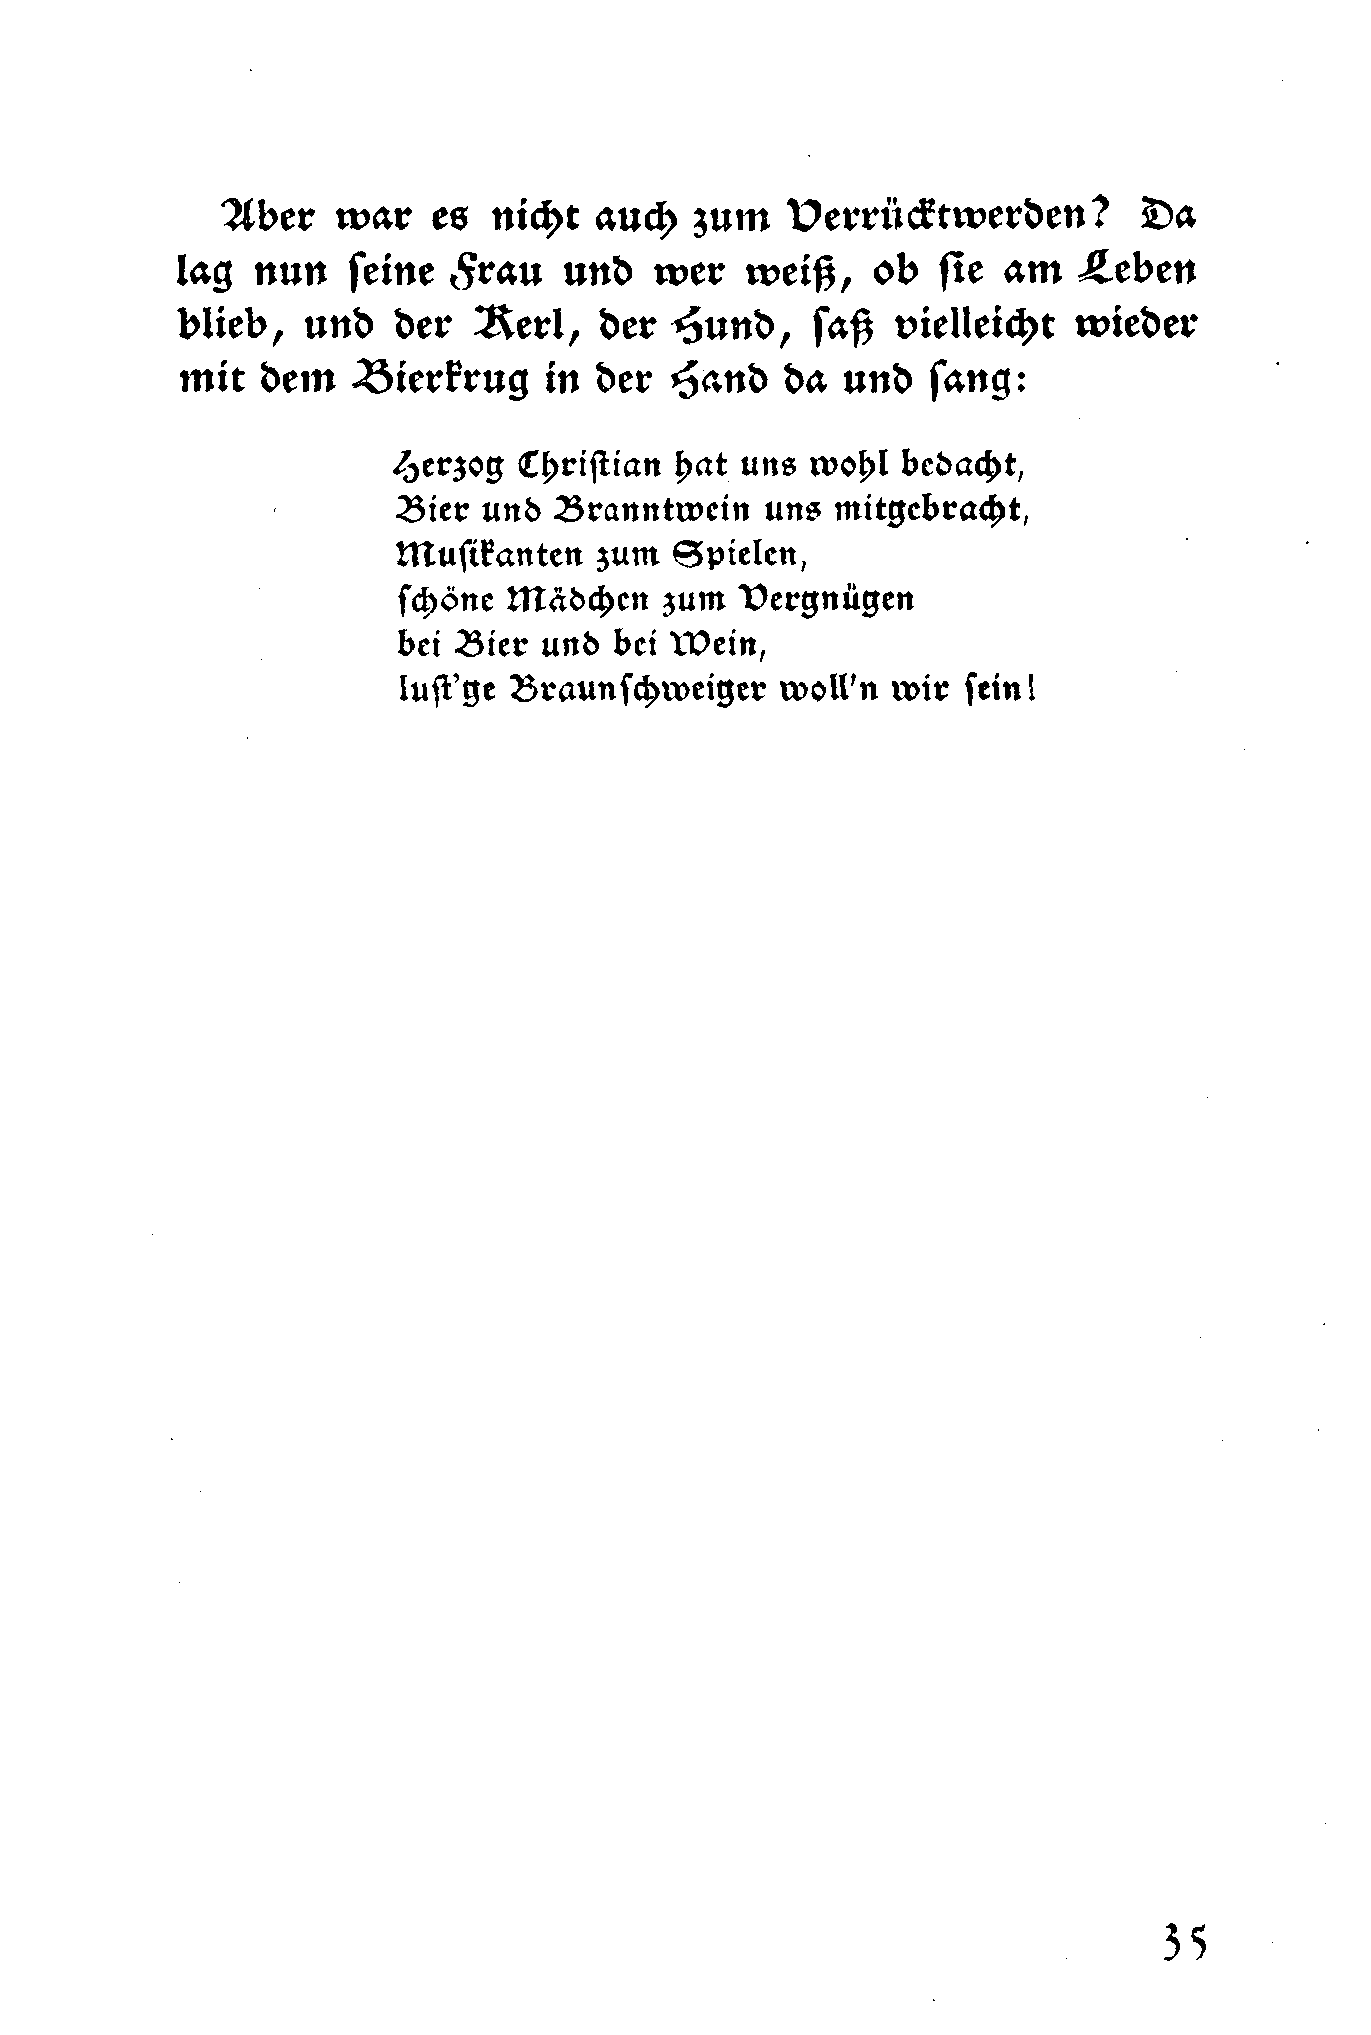 Aber war es nicht auch zum Verrücktwerden? Da
lag nun ſeine Frau und wer weiß, ob ſie am Leben
blieb, und der Kerl, der Hund, ſaß vielleicht wieder
mit dem Bierkrug in der Hand da und ſang:
Herzog Chriſtian hat uns wohl bedacht,
Bier und Branntwein uns mitgebracht,
Muſikanten zum Spielen,
ſchöne Mädchen zum Vergnügen
bei Bier und bei Wein,
luſt'ge Braunſchweiger woll'n wir ſein!
35